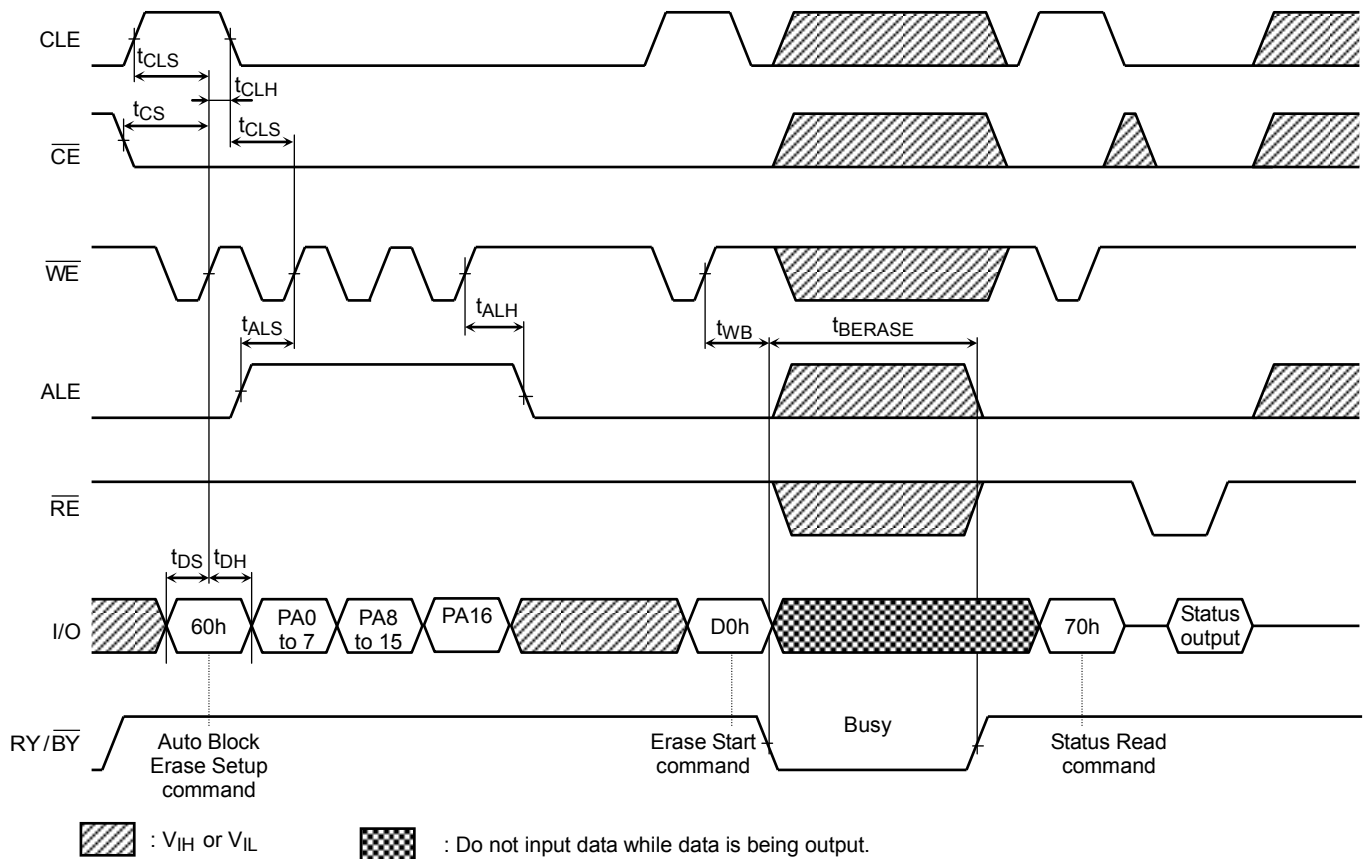 CLE
tCLS
tCLH
tCS
tCLS
CE
WE
tALS
tALH
tWB
tBERASE
ALE
RE
tDS
tDH
I/O
60h
PA0
to 7
PA8
to 15
PA16
D0h
70h
Status
output
RY/BY
Busy
Auto Block
Erase Setup
command
Erase Start
command
Status Read
command
: VIH or VIL
: Do not input data while data is being output.